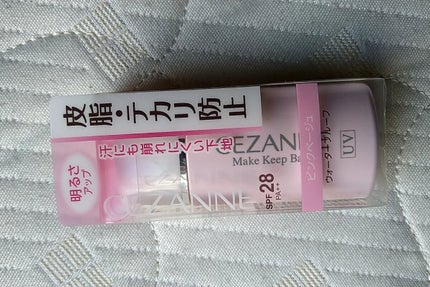 皮脂・テカリ防止
汗にも崩れにくい下地
明るさ
アップ
CEZANNE
CEZANNE
Make Keep Ba
SPF28
PA++
ピンクベージュ
ウォータープルーフ
UV